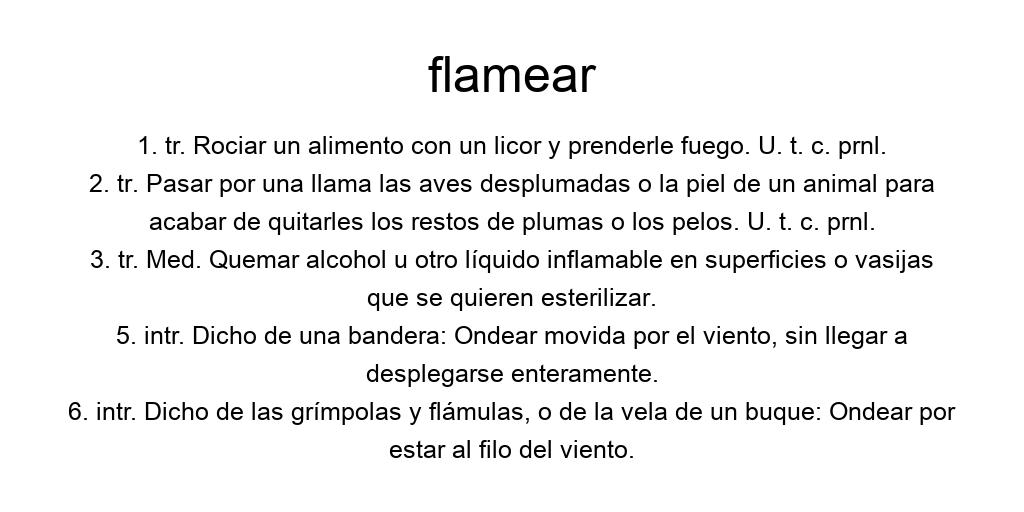 flamear
1. tr. Rociar un alimento con un licor y prenderle fuego. U. t. c. prnl.
2. tr. Pasar por una llama las aves desplumadas o la piel de un animal para
acabar de quitarles los restos de plumas o los pelos. U. t. c. prnl.
3. tr. Med. Quemar alcohol u otro líquido inflamable en superficies o vasijas
que se quieren esterilizar.
5. intr. Dicho de una bandera: Ondear movida por el viento, sin llegar a
desplegarse enteramente.
6. intr. Dicho de las grímpolas y flámulas, o de la vela de un buque: Ondear por
estar al filo del viento.